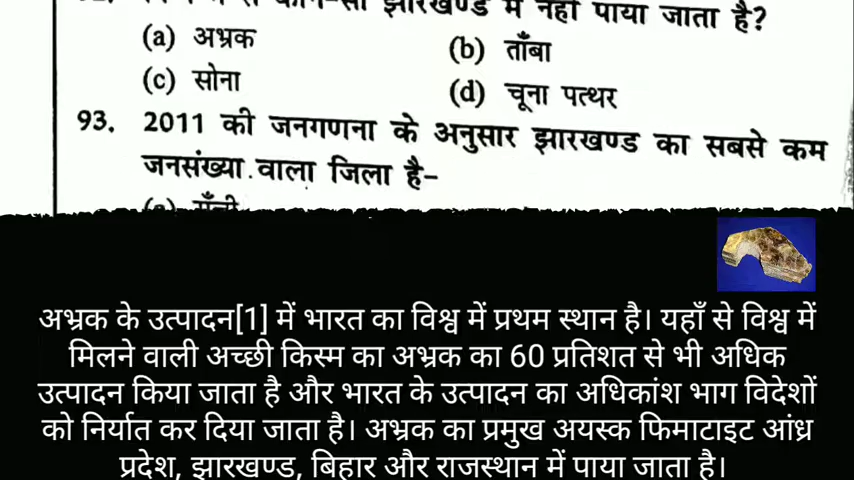 झारखण्ड में नहीं पाया जाता है?
(a) अभ्रक (b) ताँबा
(c) सोना (d) चूना पत्थर
93. 2011 की जनगणना के अनुसार झारखण्ड का सबसे कम
जनसंख्या वाला जिला है–
अभ्रक के उत्पादन[1] में भारत का विश्व में प्रथम स्थान है। यहाँ से विश्व में
मिलने वाली अच्छी किस्म का अभ्रक का 60 प्रतिशत से भी अधिक
उत्पादन किया जाता है और भारत के उत्पादन का अधिकांश भाग विदेशों
को निर्यात कर दिया जाता है। अभ्रक का प्रमुख अयस्क फिमाटाइट आंध्र
प्रदेश, झारखण्ड, बिहार और राजस्थान में पाया जाता है।